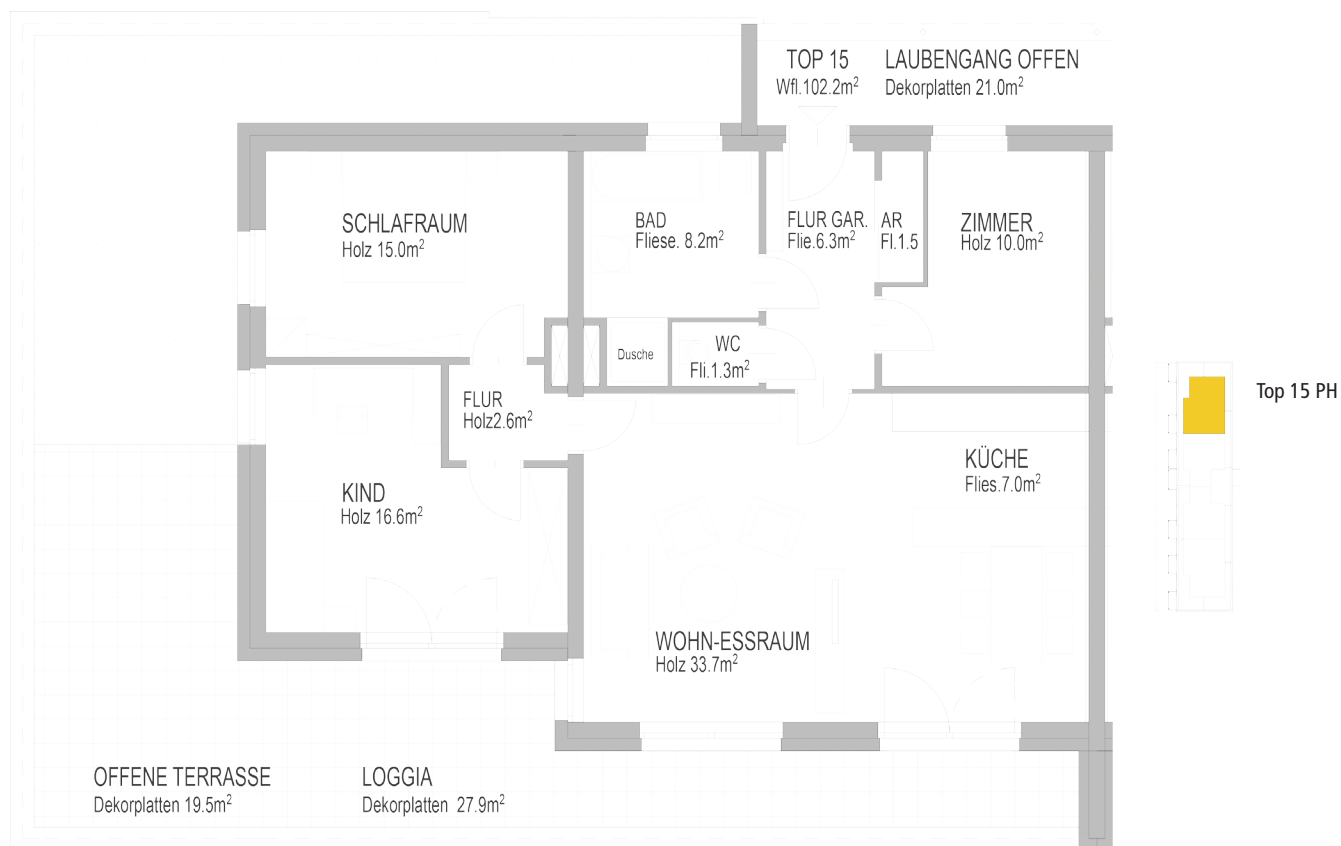 TOP 15
Wfl.102.2m²
LAUBENGANG OFFEN
Dekorplatten 21.0m²
SCHLAFRAUM
Holz 15.0m²
BAD
Fliese. 8.2m²
FLUR GAR.
Flie.6.3m²
AR
Fl.1.5
ZIMMER
Holz 10.0m²
Dusche
WC
Fli.1.3m²
FLUR
Holz2.6m²
Top 15 PH
KIND
Holz 16.6m²
KÜCHE
Flies.7.0m²
WOHN-ESSRAUM
Holz 33.7m²
OFFENE TERRASSE
Dekorplatten 19.5m²
LOGGIA
Dekorplatten 27.9m²